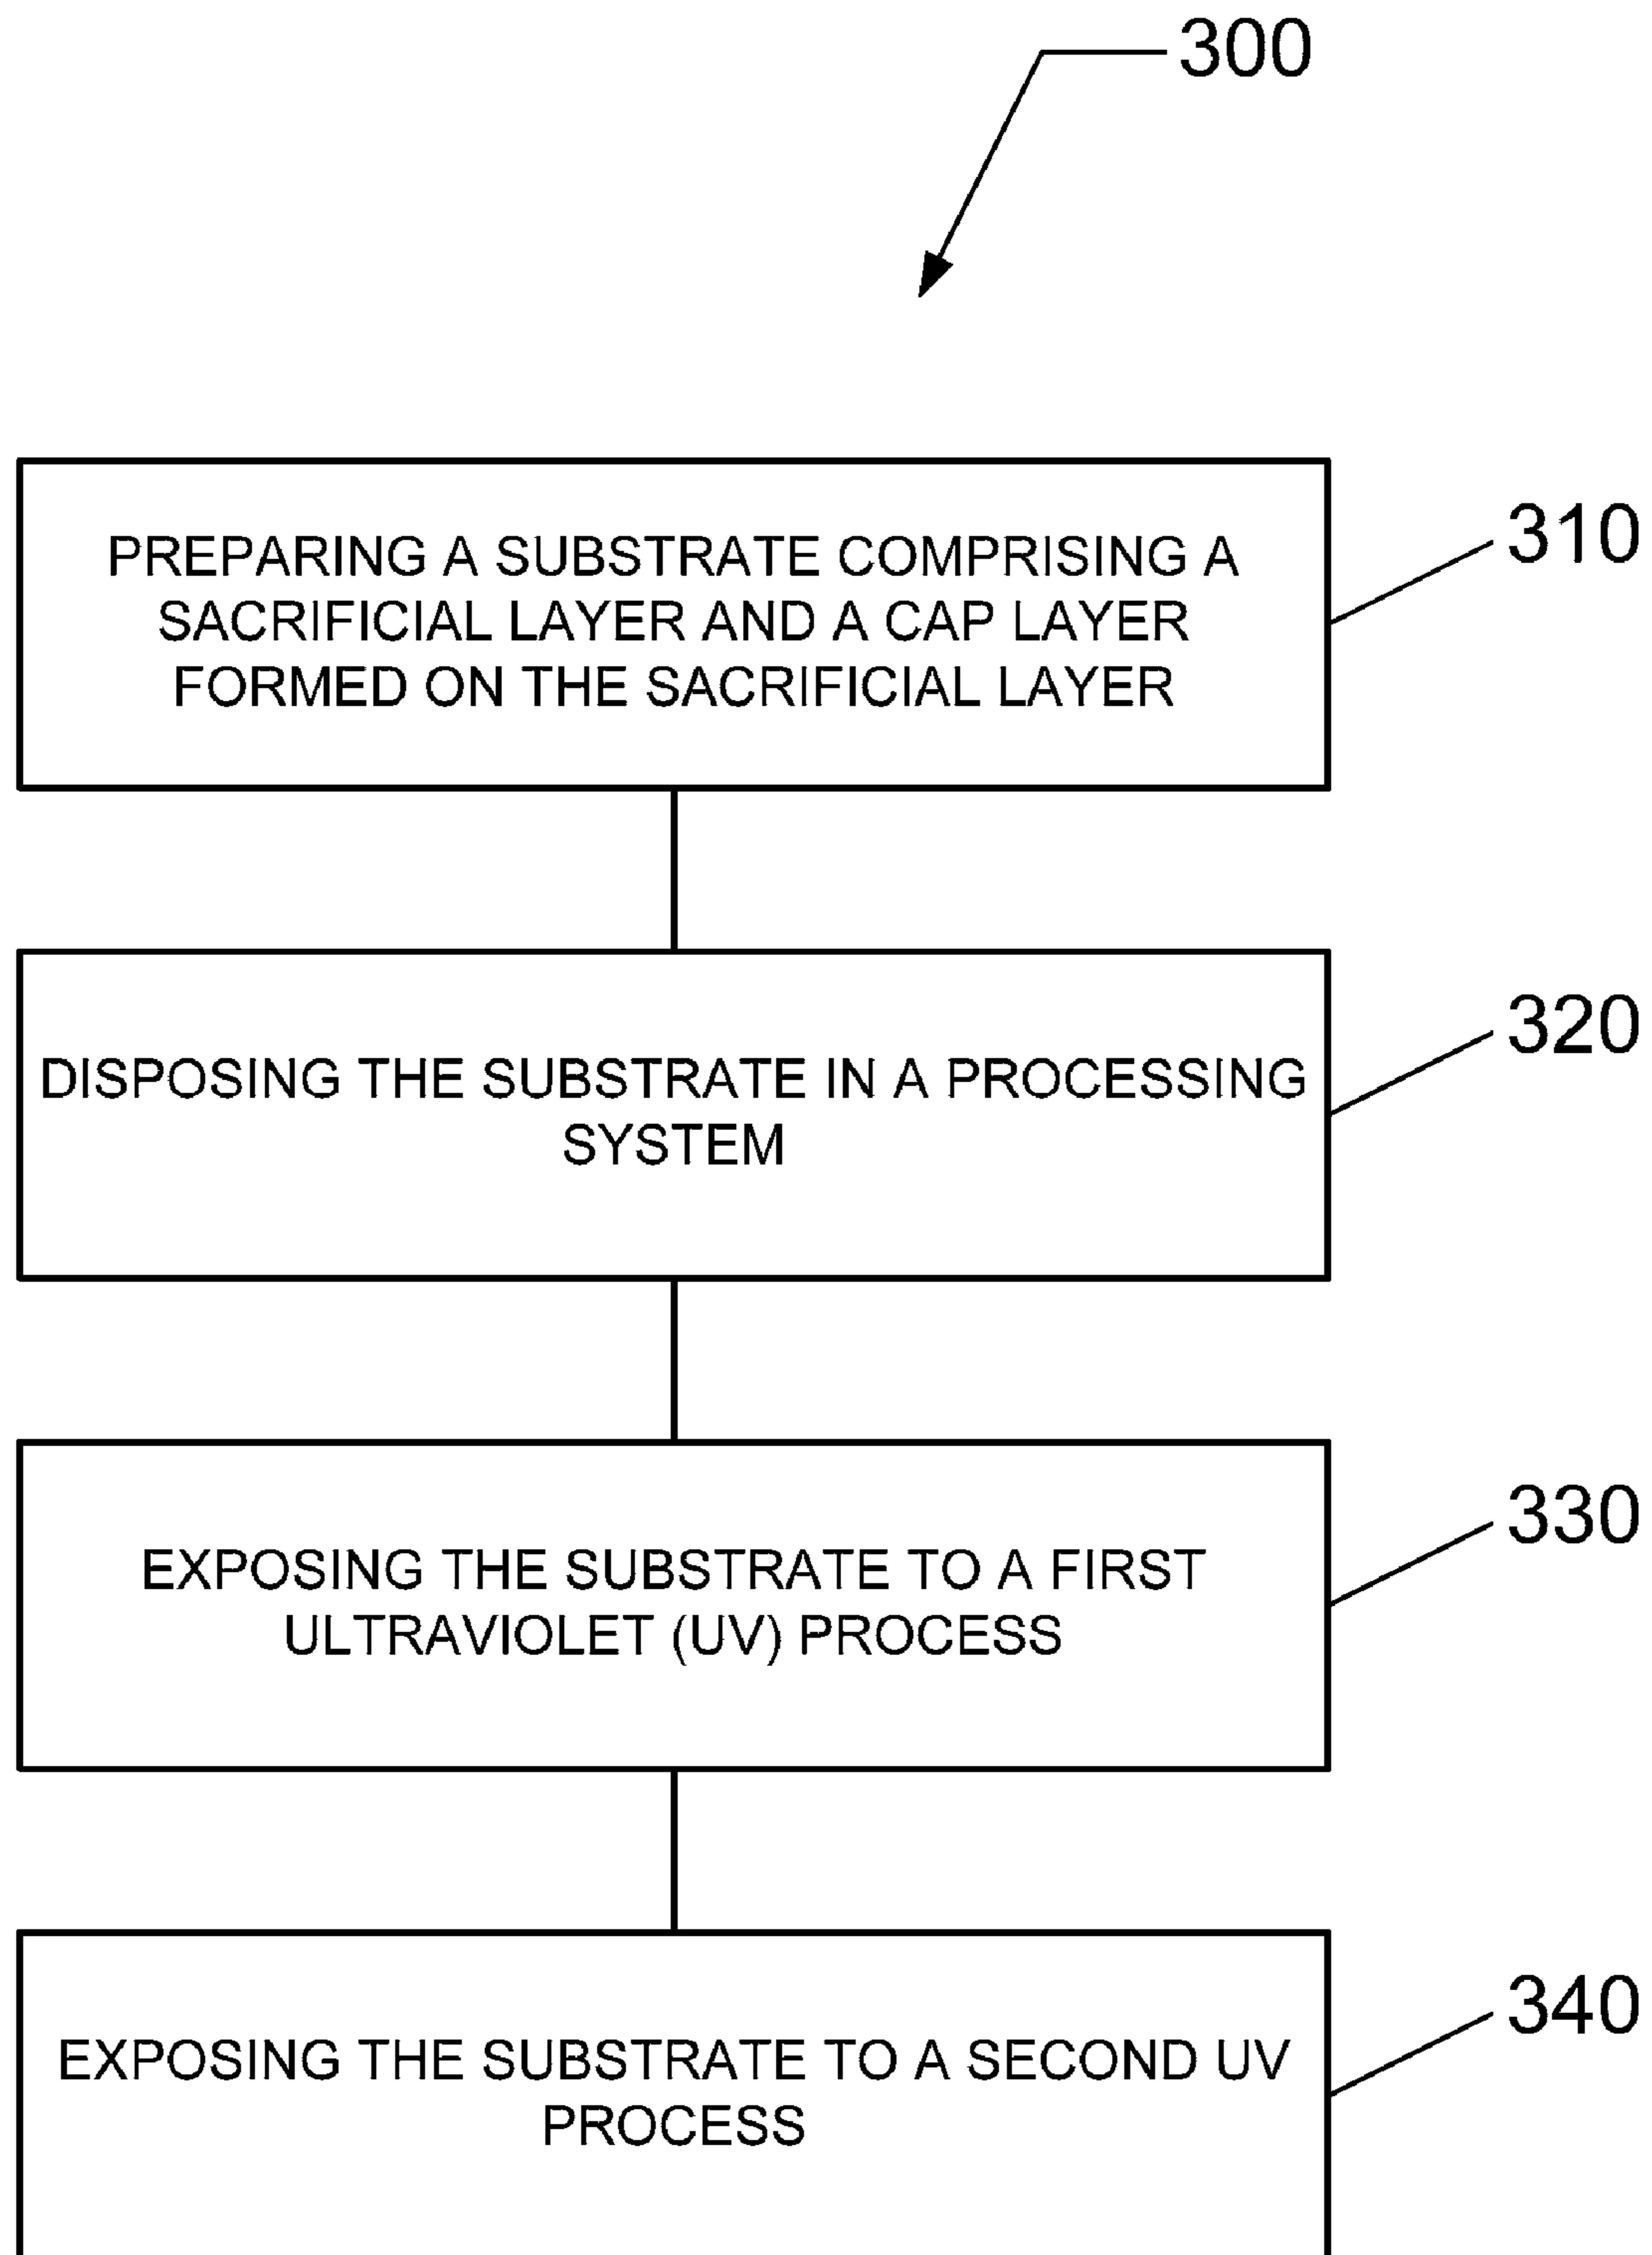 300
PREPARING A SUBSTRATE COMPRISING A
SACRIFICIAL LAYER AND A CAP LAYER
FORMED ON THE SACRIFICIAL LAYER
310
DISPOSING THE SUBSTRATE IN A PROCESSING
SYSTEM
320
EXPOSING THE SUBSTRATE TO A FIRST
ULTRAVIOLET (UV) PROCESS
330
EXPOSING THE SUBSTRATE TO A SECOND UV
PROCESS
340